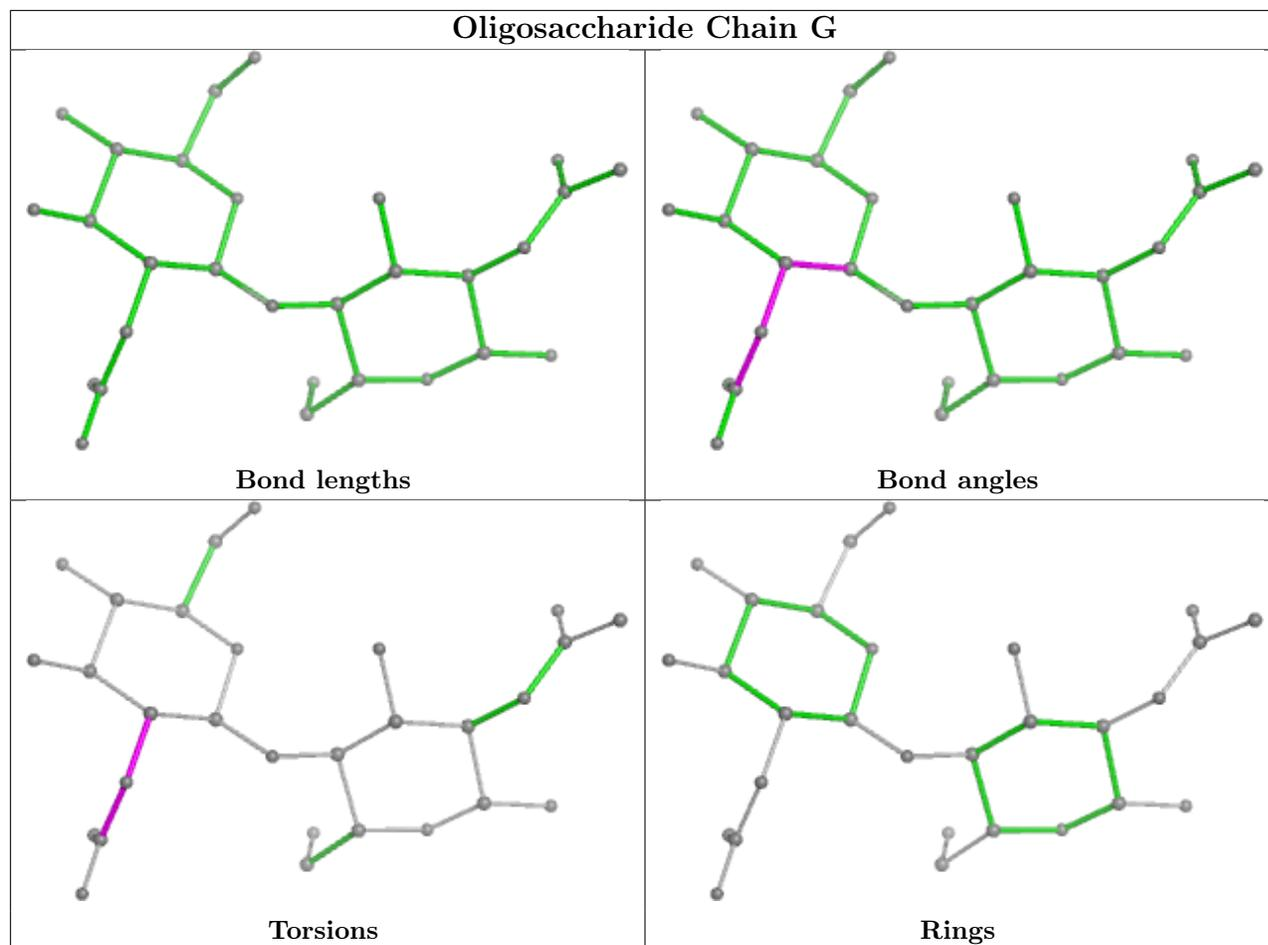 Oligosaccharide Chain G
Bond lengths
Bond angles
Torsions
Rings